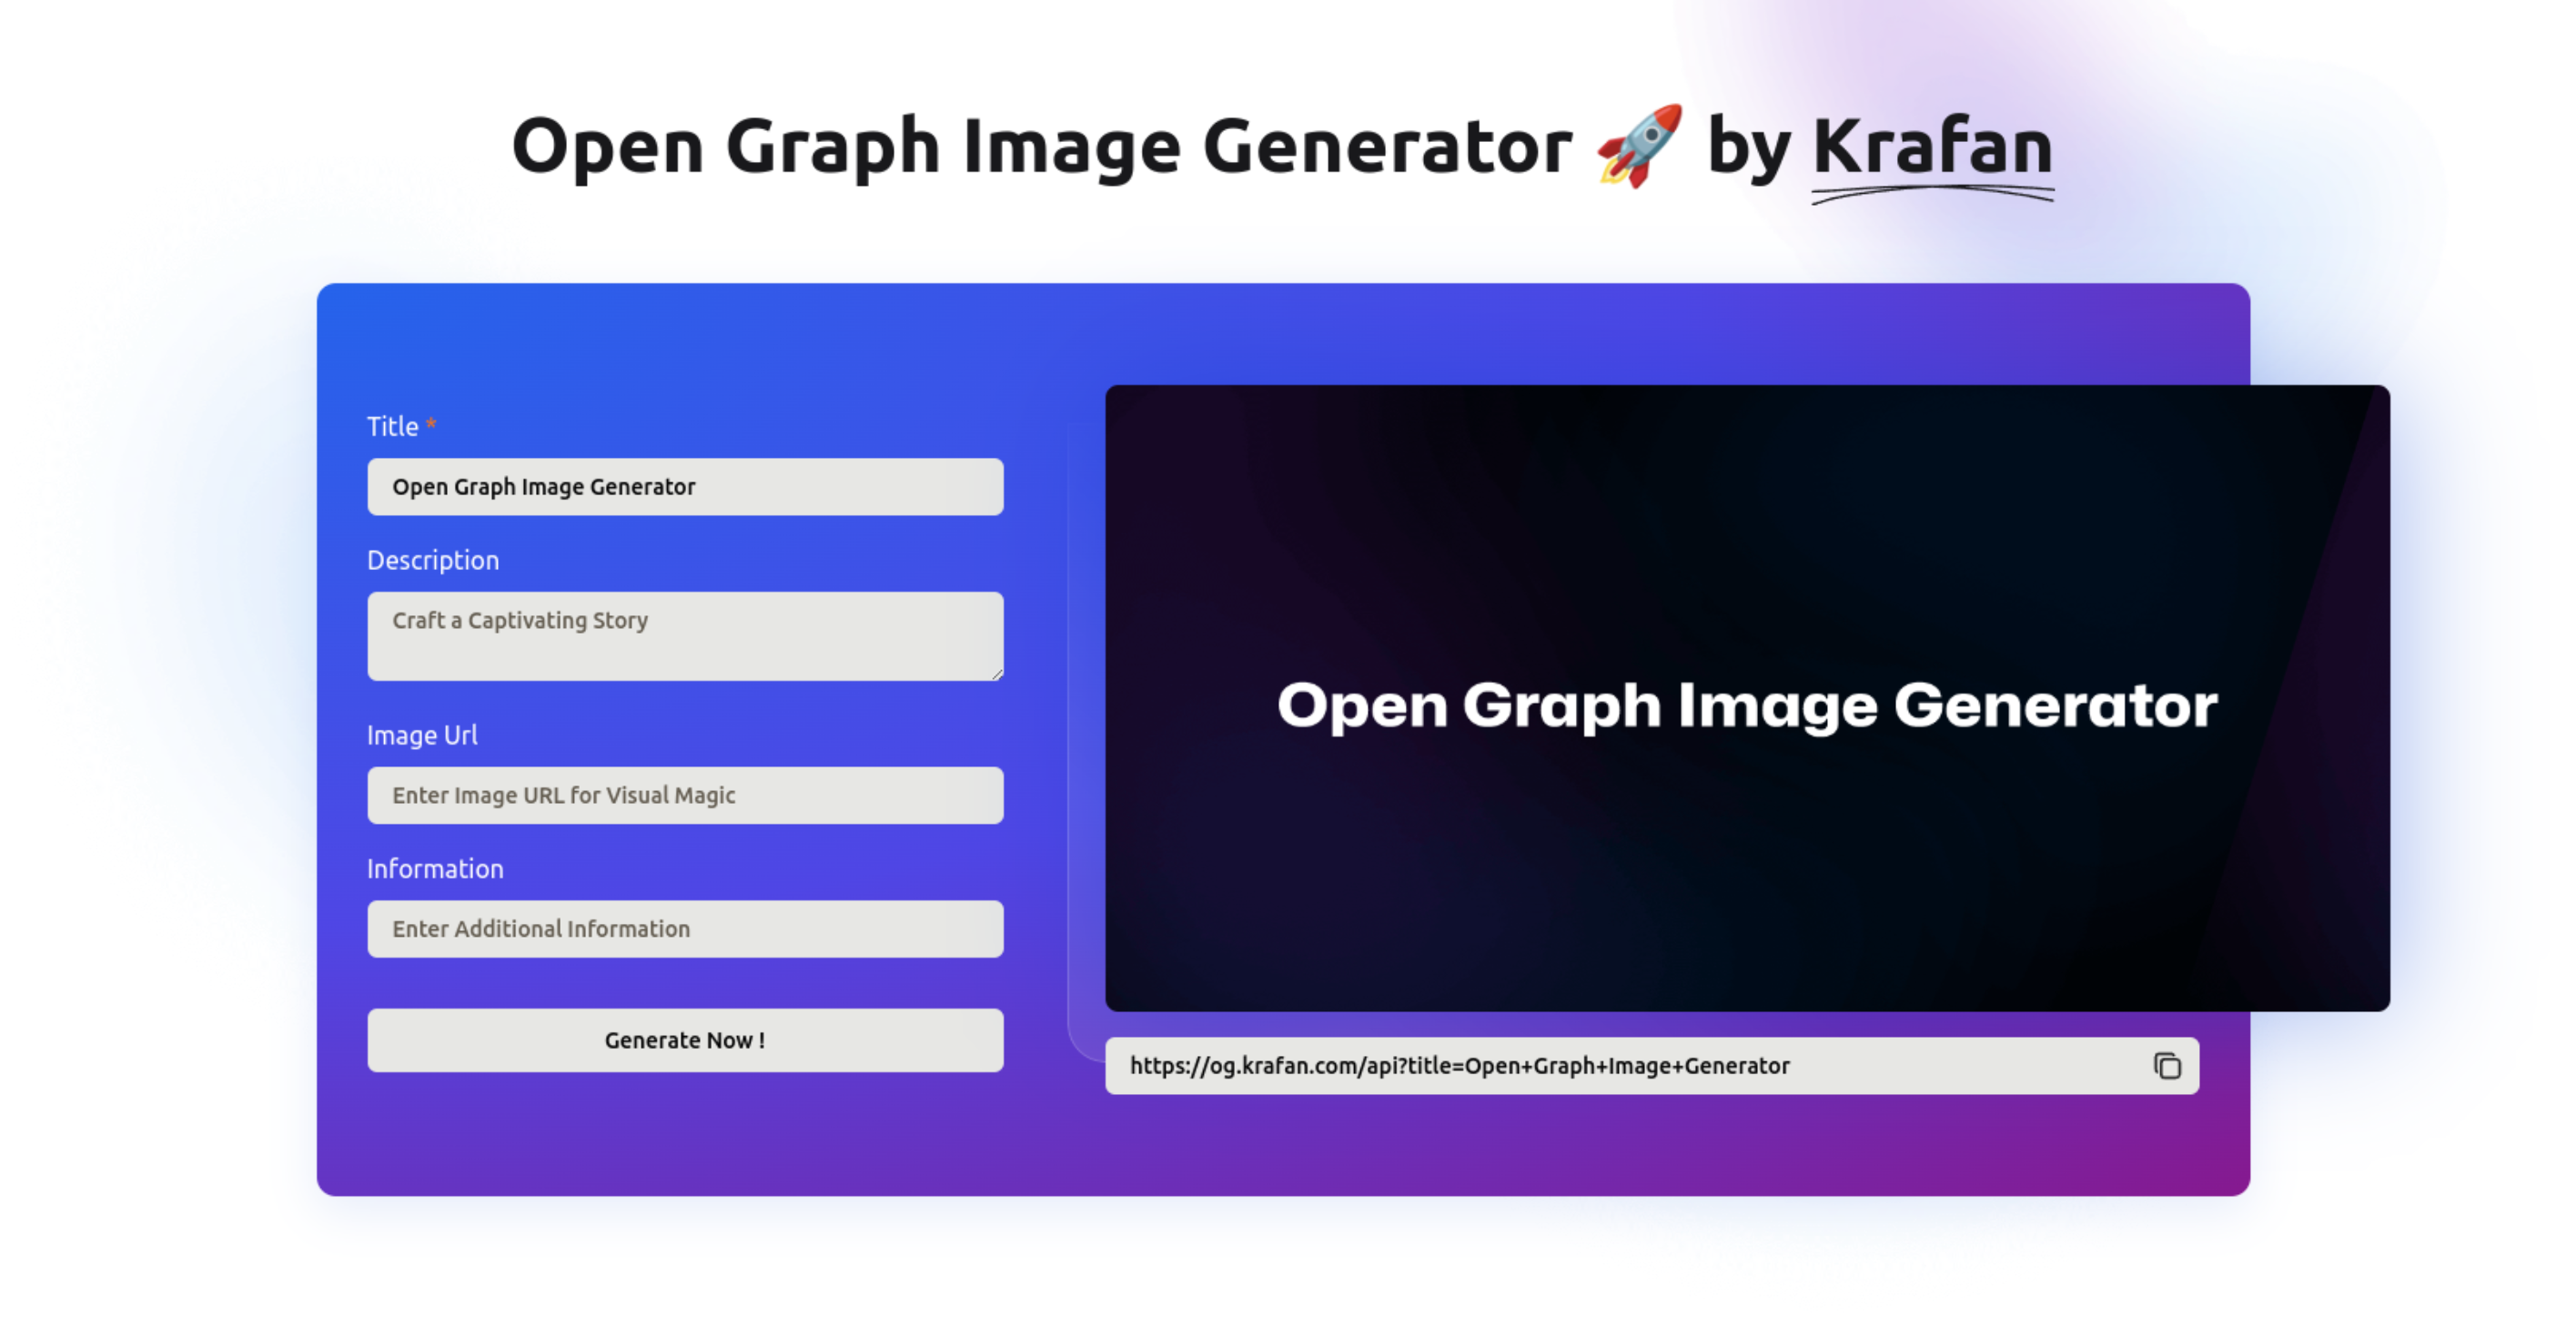 Open Graph Image Generator 🚀 by Krafan
Title *
Open Graph Image Generator
Description
Craft a Captivating Story
Image Url
Enter Image URL for Visual Magic
Information
Enter Additional Information
Generate Now !
Open Graph Image Generator
https://og.krafan.com/api?title=Open+Graph+Image+Generator